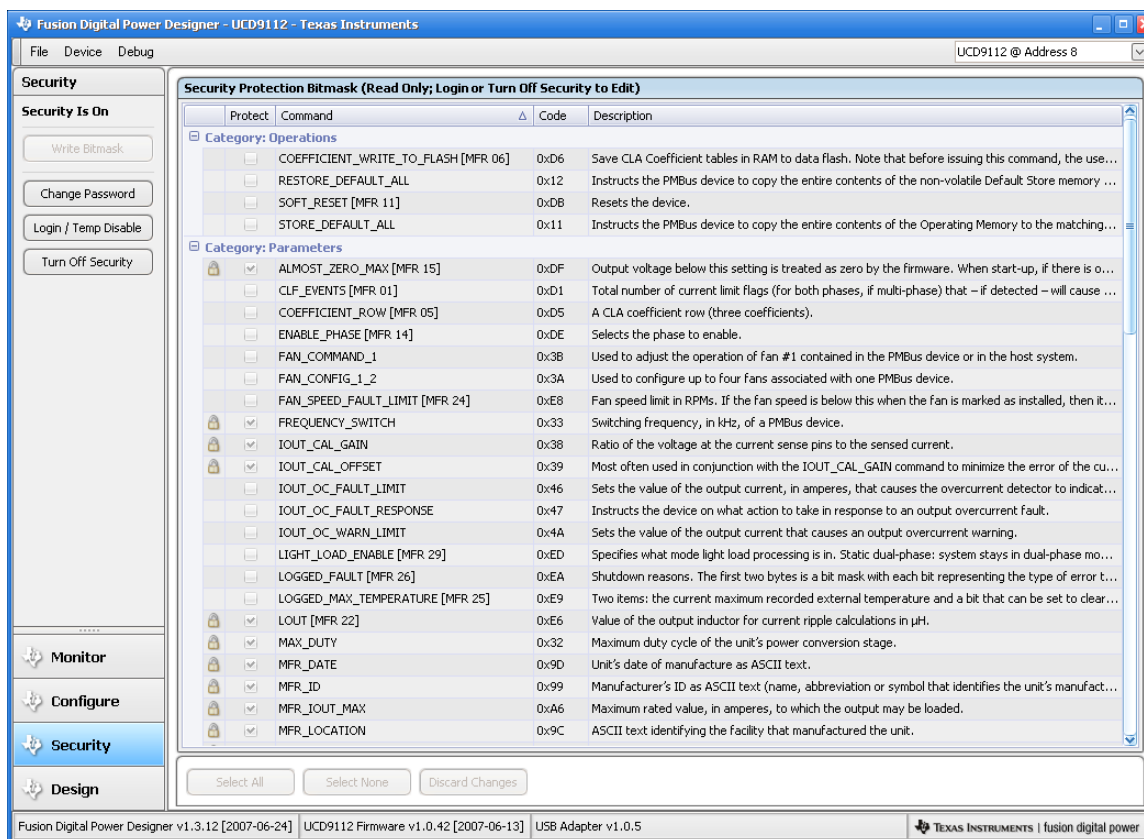 Fusion Digital Power Designer - UCD9112 - Texas Instruments
File Device Debug
UCD9112 @ Address 8
Security
Security Is On
Write Bitmask
Change Password
Login / Temp Disable
Turn Off Security
Security Protection Bitmask (Read Only; Login or Turn Off Security to Edit)
Protect Command Code Description
Category: Operations
COEFFICIENT_WRITE_TO_FLASH [MFR 06] 0xD6 Save CLA Coefficient tables in RAM to data flash. Note that before issuing this command, the use...
RESTORE_DEFAULT_ALL 0x12 Instructs the PMBus device to copy the entire contents of the non-volatile Default Store memory ...
SOFT_RESET [MFR 11] 0xDB Resets the device.
STORE_DEFAULT_ALL 0x11 Instructs the PMBus device to copy the entire contents of the Operating Memory to the matching...
Category: Parameters
ALMOST_ZERO_MAX [MFR 15] 0xDF Output voltage below this setting is treated as zero by the firmware. When start-up, if there is o...
CLF_EVENTS [MFR 01] 0xD1 Total number of current limit flags (for both phases, if multi-phase) that – if detected – will cause ...
COEFFICIENT_ROW [MFR 05] 0xD5 A CLA coefficient row (three coefficients).
ENABLE_PHASE [MFR 14] 0xDE Selects the phase to enable.
FAN_COMMAND_1 0x3B Used to adjust the operation of fan #1 contained in the PMBus device or in the host system.
FAN_CONFIG_1_2 0x3A Used to configure up to four fans associated with one PMBus device.
FAN_SPEED_FAULT_LIMIT [MFR 24] 0xE8 Fan speed limit in RPMs. If the fan speed is below this when the fan is marked as installed, then it...
FREQUENCY_SWITCH 0x33 Switching frequency, in kHz, of a PMBus device.
IOUT_CAL_GAIN 0x38 Ratio of the voltage at the current sense pins to the sensed current.
IOUT_CAL_OFFSET 0x39 Most often used in conjunction with the IOUT_CAL_GAIN command to minimize the error of the cu...
IOUT_OC_FAULT_LIMIT 0x46 Sets the value of the output current, in amperes, that causes the overcurrent detector to indicat...
IOUT_OC_FAULT_RESPONSE 0x47 Instructs the device on what action to take in response to an output overcurrent fault.
IOUT_OC_WARN_LIMIT 0x4A Sets the value of the output current that causes an output overcurrent warning.
LIGHT_LOAD_ENABLE [MFR 29] 0xED Specifies what mode light load processing is in. Static dual-phase: system stays in dual-phase mo...
LOGGED_FAULT [MFR 26] 0xEA Shutdown reasons. The first two bytes is a bit mask with each bit representing the type of error t...
LOGGED_MAX_TEMPERATURE [MFR 25] 0xE9 Two items: the current maximum recorded external temperature and a bit that can be set to clear...
LOUT [MFR 22] 0xE6 Value of the output inductor for current ripple calculations in µH.
MAX_DUTY 0x32 Maximum duty cycle of the unit's power conversion stage.
MFR_DATE 0x9D Unit's date of manufacture as ASCII text.
MFR_ID 0x99 Manufacturer's ID as ASCII text (name, abbreviation or symbol that identifies the unit's manufact...
MFR_IOUT_MAX 0xA6 Maximum rated value, in amperes, to which the output may be loaded.
MFR_LOCATION 0x9C ASCII text identifying the facility that manufactured the unit.
Monitor
Configure
Security
Design
Select All Select None Discard Changes
Fusion Digital Power Designer v1.3.12 [2007-06-24] UCD9112 Firmware v1.0.42 [2007-06-13] USB Adapter v1.0.5 TEXAS INSTRUMENTS | fusion digital power